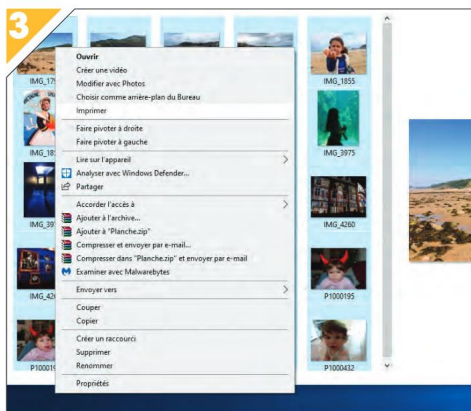 3
IMG_1855
IMG_3975
IMG_4260
P1000195
P1000432
Ouvrir
Créer une vidéo
Modifier avec Photos
Choisir comme arrière-plan du Bureau
Imprimer
Faire pivoter à droite
Faire pivoter à gauche
Lire sur l'appareil
Analyser avec Windows Defender...
Partager
Accorder l'accès à
Ajouter à l'archive...
Ajouter à "Planche.zip"
Compresser et envoyer par e-mail...
Compresser dans "Planche.zip" et envoyer par e-mail
Examiner avec Malwarebytes
Envoyer vers
Couper
Copier
Créer un raccourci
Supprimer
Renommer
Propriétés